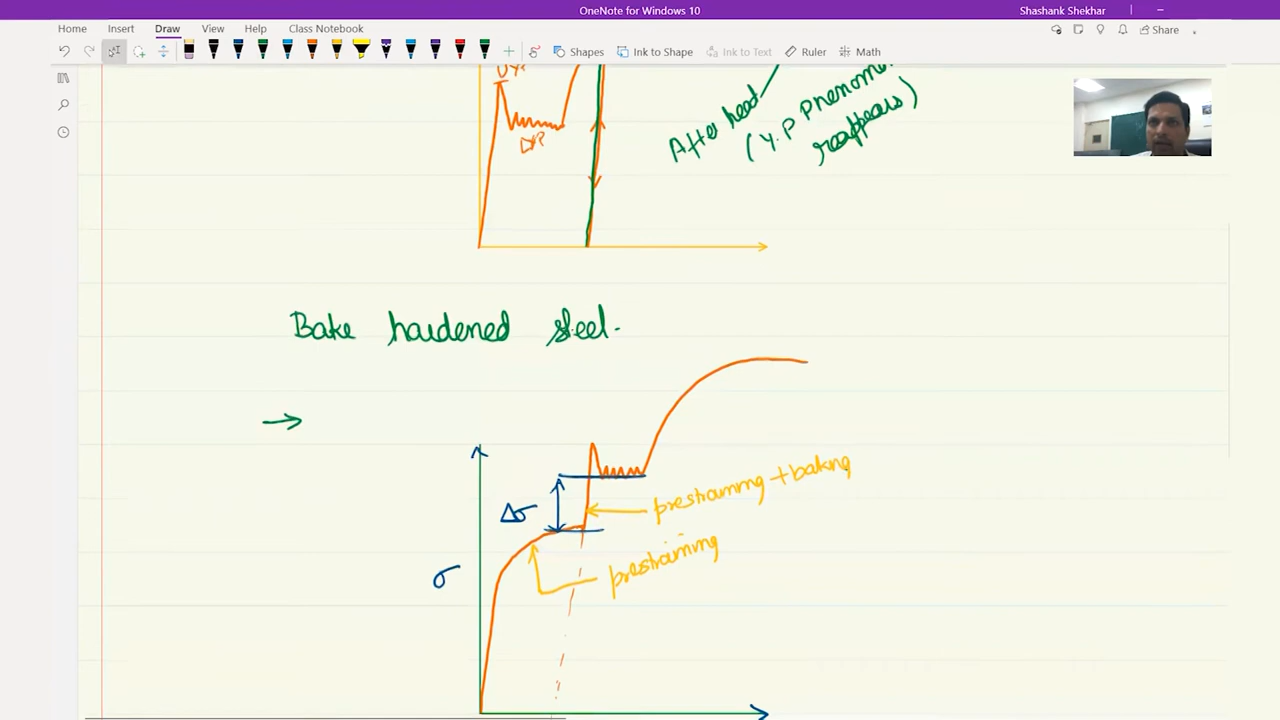 OneNote for Windows 10
Shashank Shekhar
Home Insert Draw View Help Class Notebook
Share
Shapes Ink to Shape Ink to Text Ruler Math
After heat
(Y.P Phenomen
reappears)
Bake hardened steel.
prestraining + baking
Δσ
prestraining
σ